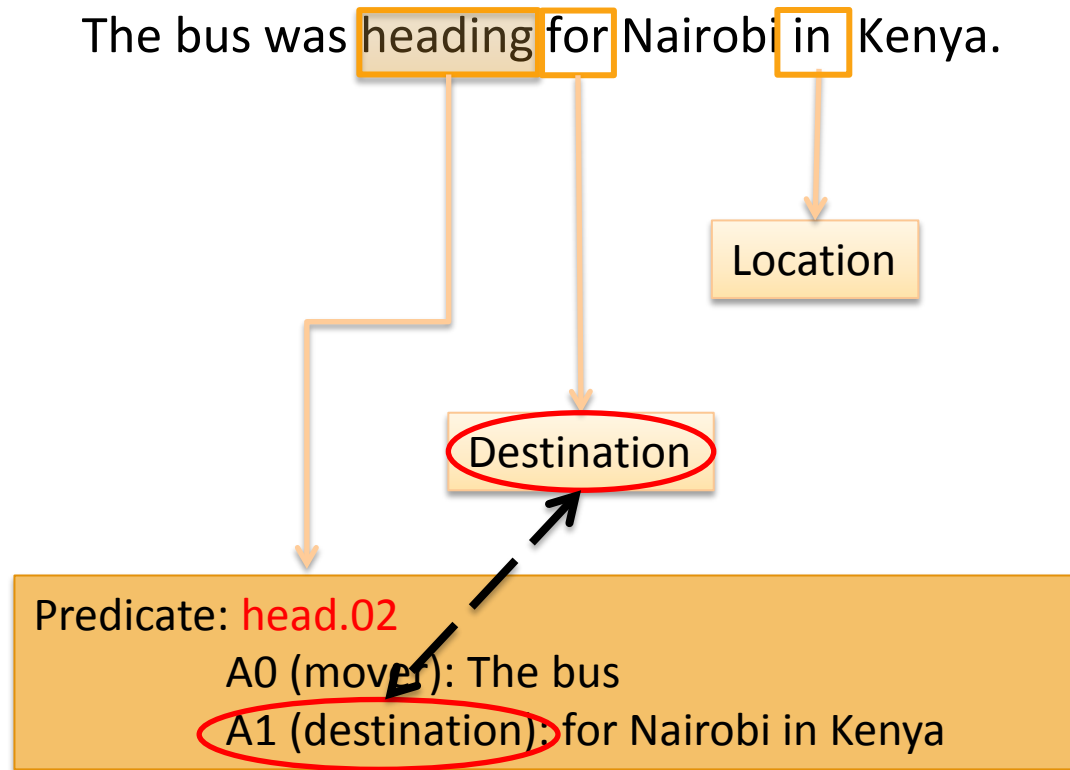 The bus was heading for Nairobi in Kenya.
Location
Destination
Predicate: head.02
A0 (mover): The bus
A1 (destination): for Nairobi in Kenya